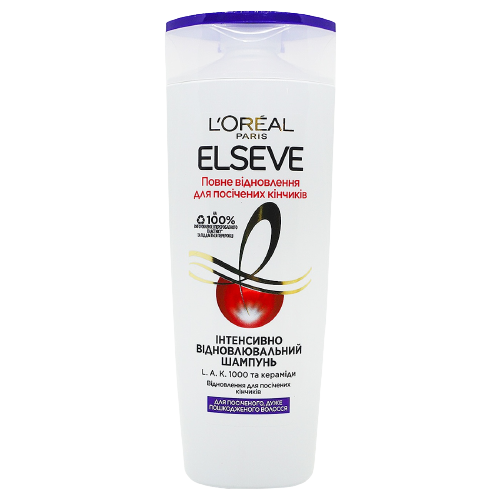 L'ORÉAL
PARIS
ELSEVE
Повне відновлення
для посічених кінчиків
100%
ІНТЕНСИВНО
ВІДНОВЛЮВАЛЬНИЙ
ШАМПУНЬ
L. A. K. 1000 та кераміди
Відновлення для посічених
кінчиків
ДЛЯ ПОСІЧЕНОГО, ДУЖЕ
ПОШКОДЖЕНОГО ВОЛОССЯ